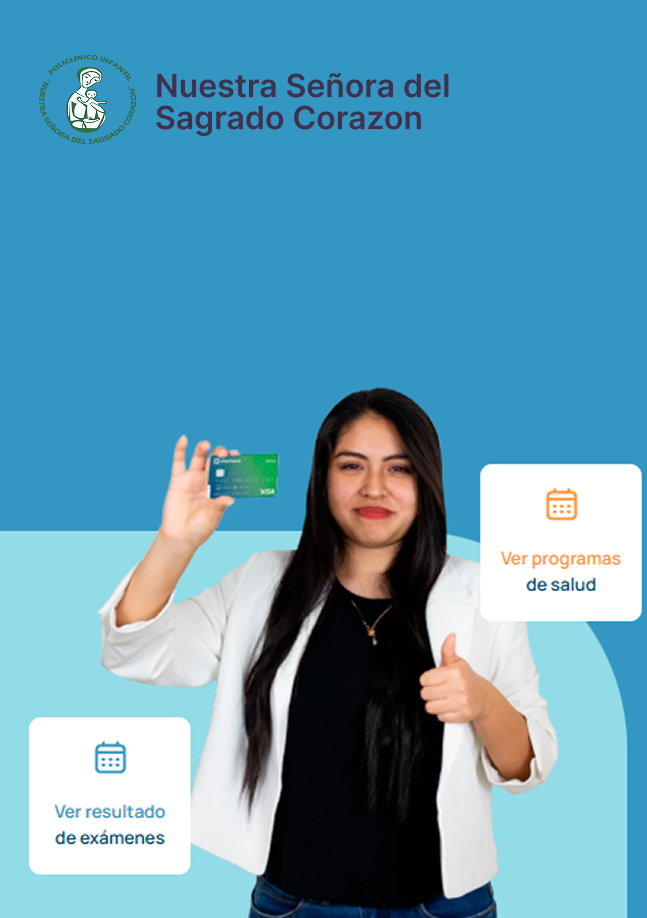 POLICLINICO INFANTIL
NUESTRA SEÑORA DEL SAGRADO CORAZON
Nuestra Señora del
Sagrado Corazon
VISA
Ver programas
de salud
Ver resultado
de exámenes